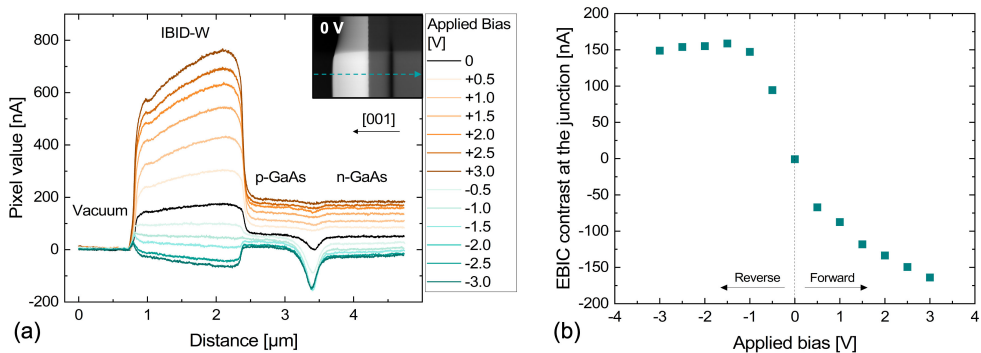 800
600
400
200
0
-200
Pixel value [nA]
0
1
2
3
4
5
Distance [µm]
IBID-W
0 V
[001]
p-GaAs
n-GaAs
Vacuum
Applied Bias
[V]
0
+0.5
+1.0
+1.5
+2.0
+2.5
+3.0
-0.5
-1.0
-1.5
-2.0
-2.5
-3.0
(a)
200
150
100
50
0
-50
-100
-150
-200
EBIC contrast at the junction [nA]
Reverse
Forward
-4
-3
-2
-1
0
1
2
3
4
Applied bias [V]
(b)